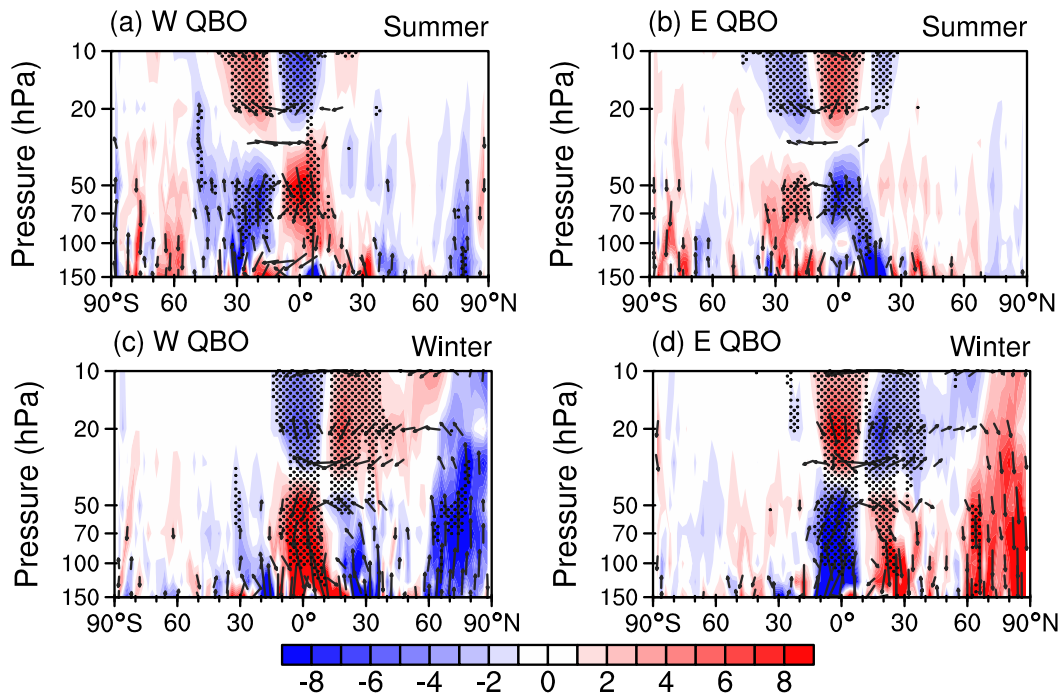 (a) W QBO Summer (b) E QBO Summer
10 10
20 20
50 50
70 70
100 100
150 150
Pressure (hPa) Pressure (hPa)
90°S 60 30 0° 30 60 90°N 90°S 60 30 0° 30 60 90°N
(c) W QBO Winter (d) E QBO Winter
10 10
20 20
50 50
70 70
100 100
150 150
Pressure (hPa) Pressure (hPa)
90°S 60 30 0° 30 60 90°N 90°S 60 30 0° 30 60 90°N
-8 -6 -4 -2 0 2 4 6 8